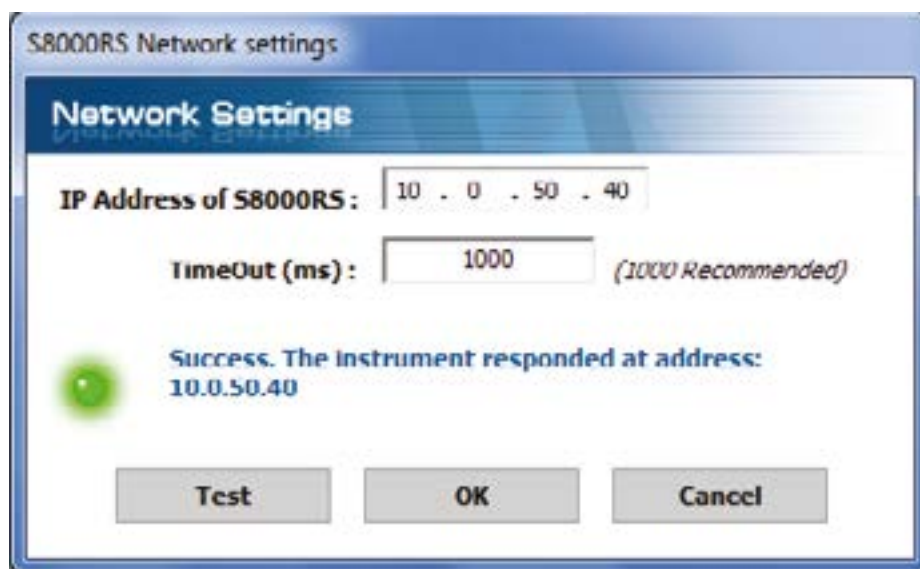 S8000RS Network settings
Network Settings
IP Address of S8000RS : 10 . 0 . 50 . 40
TimeOut (ms) : 1000 (1000 Recommended)
Success. The Instrument responded at address:
10.0.50.40
Test OK Cancel